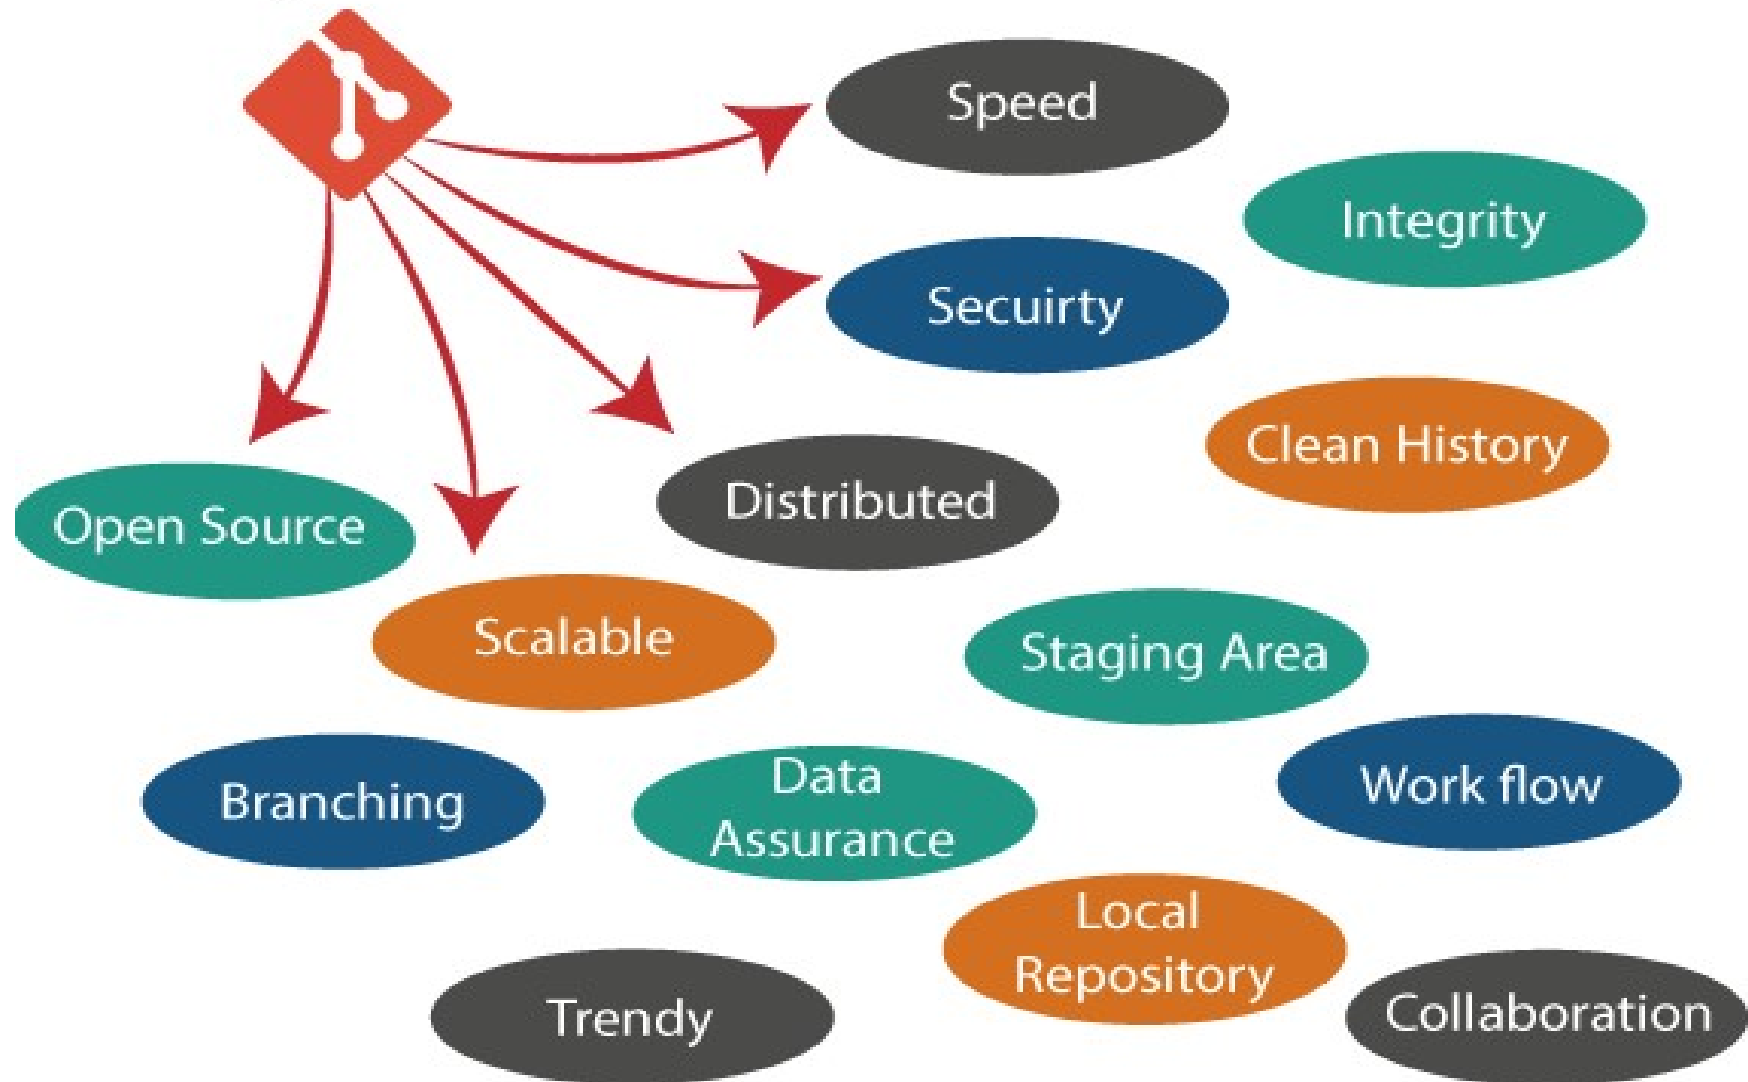 Speed
Integrity
Secuirty
Clean History
Distributed
Open Source
Scalable
Staging Area
Branching
Data
Assurance
Work flow
Local
Repository
Trendy
Collaboration